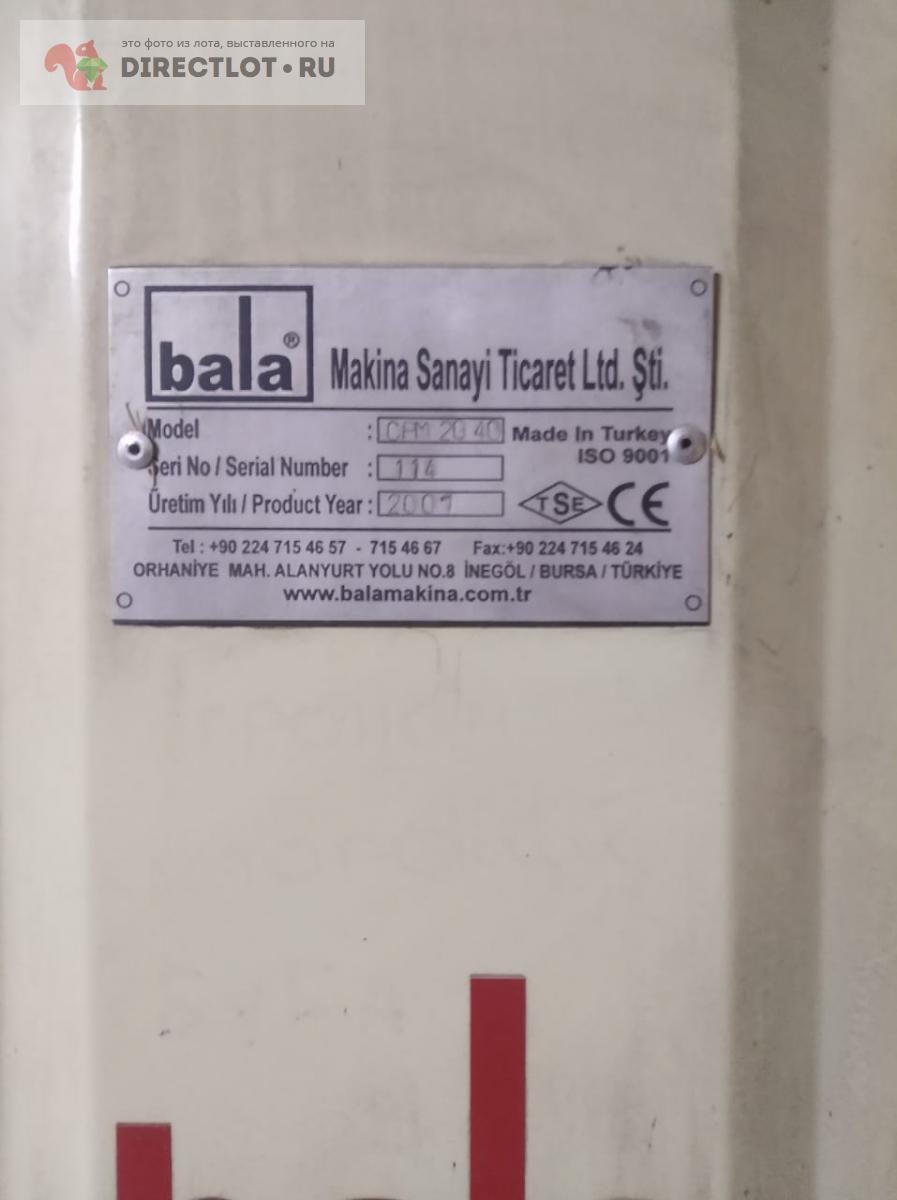 это фото из лота, выставленного на
DIRECTLOT•RU
bala® Makina Sanayi Ticaret Ltd. Şti.
Model : CFM 20 40 Made In Turkey
ISO 9001
Seri No / Serial Number : 114
Üretim Yılı / Product Year : 2001 TSE CE
Tel : +90 224 715 46 57 - 715 46 67 Fax:+90 224 715 46 24
ORHANİYE MAH. ALANYURT YOLU NO.8 İNEGÖL / BURSA / TÜRKİYE
www.balamakina.com.tr